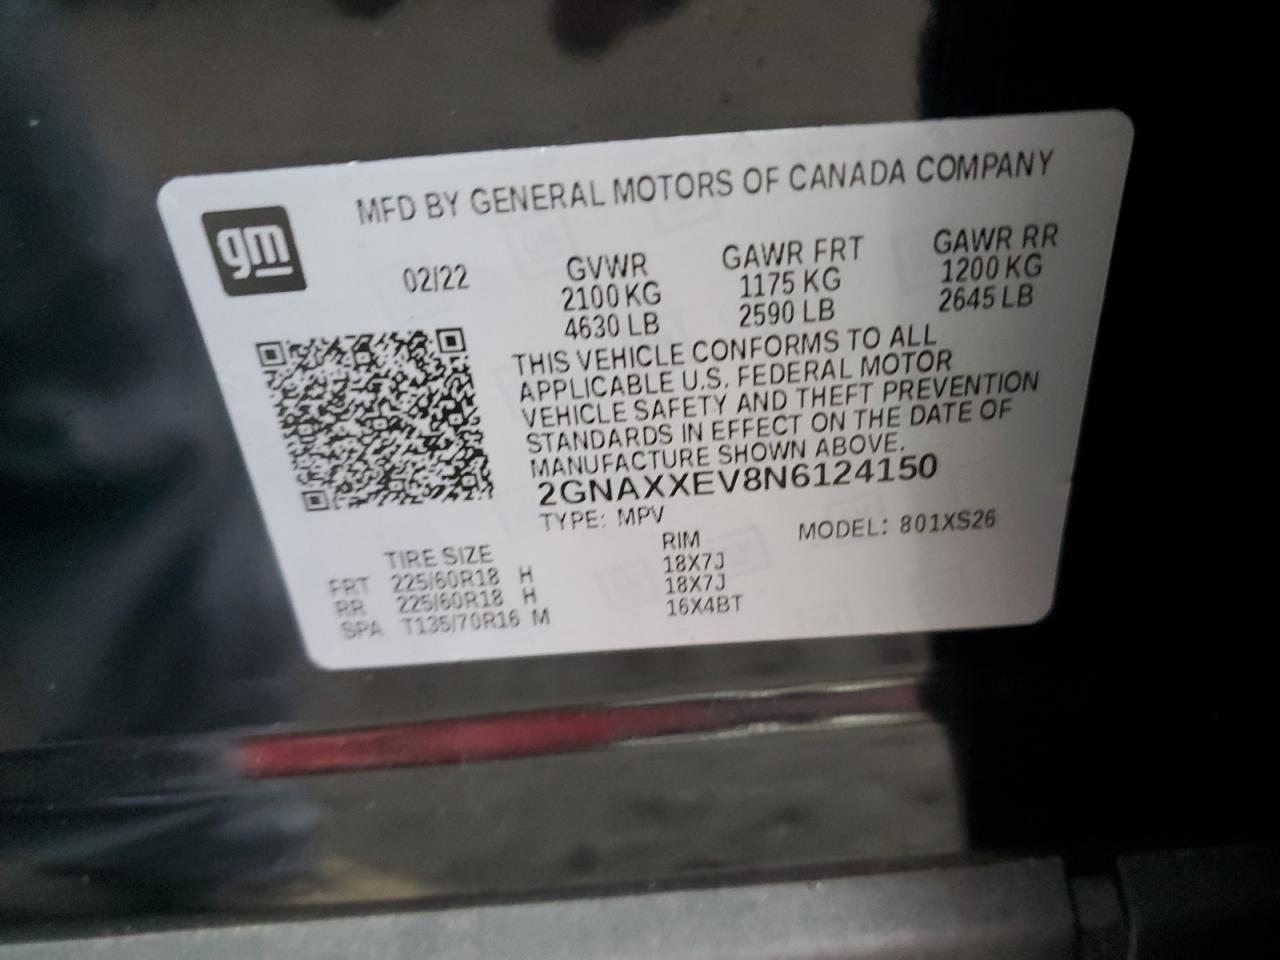 gm
MFD BY GENERAL MOTORS OF CANADA COMPANY
02/22 GVWR GAWR FRT GAWR RR
2100 KG 1175 KG 1200 KG
4630 LB 2590 LB 2645 LB
THIS VEHICLE CONFORMS TO ALL
APPLICABLE U.S. FEDERAL MOTOR
VEHICLE SAFETY AND THEFT PREVENTION
STANDARDS IN EFFECT ON THE DATE OF
MANUFACTURE SHOWN ABOVE.
2GNAXXEV8N6124150
TYPE: MPV MODEL: 801XS26
TIRE SIZE RIM
FRT 225/60R18 H 18X7J
RR 225/60R18 H 18X7J
SPA T135/70R16 M 16X4BT